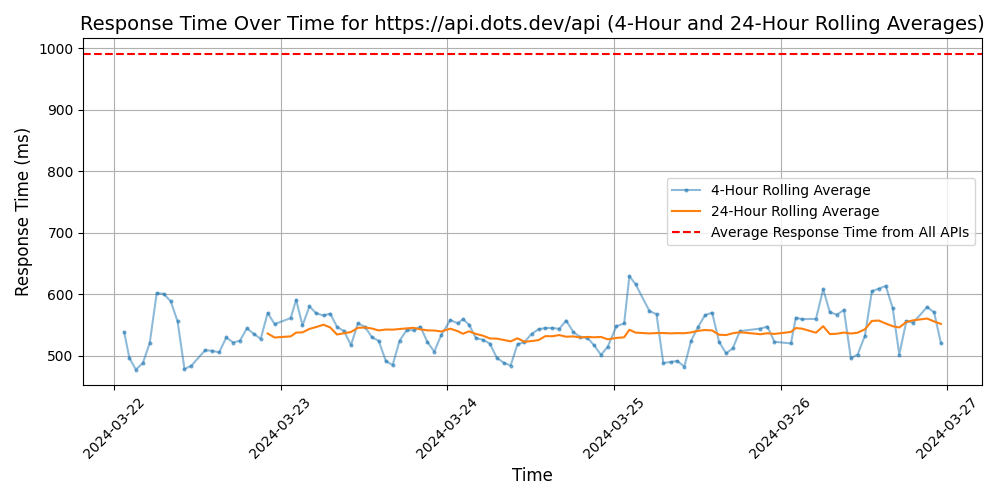 Response Time Over Time for https://api.dots.dev/api (4-Hour and 24-Hour Rolling Averages)
Response Time (ms)
1000
900
800
700
600
500
4-Hour Rolling Average
24-Hour Rolling Average
Average Response Time from All APIs
2024-03-22
2024-03-23
2024-03-24
2024-03-25
2024-03-26
2024-03-27
Time